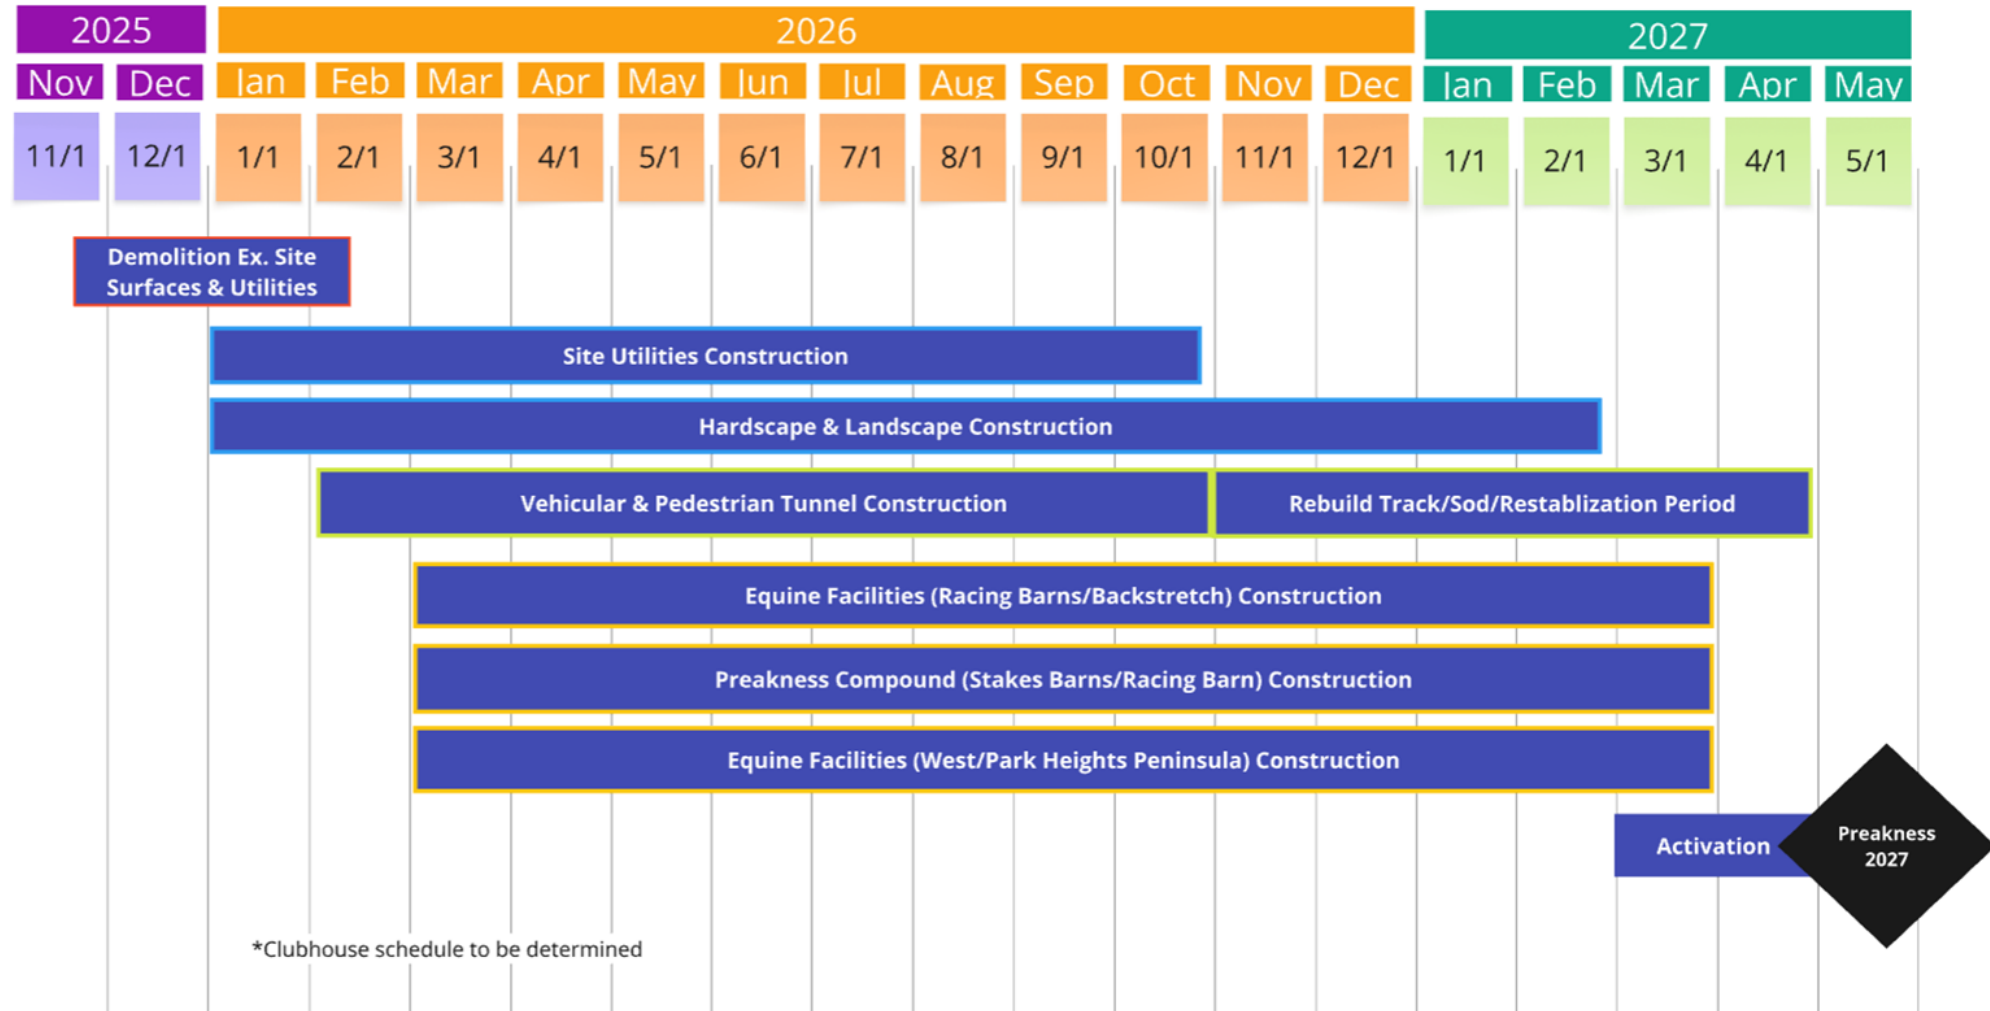 2025 2026 2027
Nov Dec Jan Feb Mar Apr May Jun Jul Aug Sep Oct Nov Dec Jan Feb Mar Apr May
11/1 12/1 1/1 2/1 3/1 4/1 5/1 6/1 7/1 8/1 9/1 10/1 11/1 12/1 1/1 2/1 3/1 4/1 5/1
Demolition Ex. Site
Surfaces & Utilities
Site Utilities Construction
Hardscape & Landscape Construction
Vehicular & Pedestrian Tunnel Construction Rebuild Track/Sod/Restablization Period
Equine Facilities (Racing Barns/Backstretch) Construction
Preakness Compound (Stakes Barns/Racing Barn) Construction
Equine Facilities (West/Park Heights Peninsula) Construction
Activation
Preakness
2027
*Clubhouse schedule to be determined